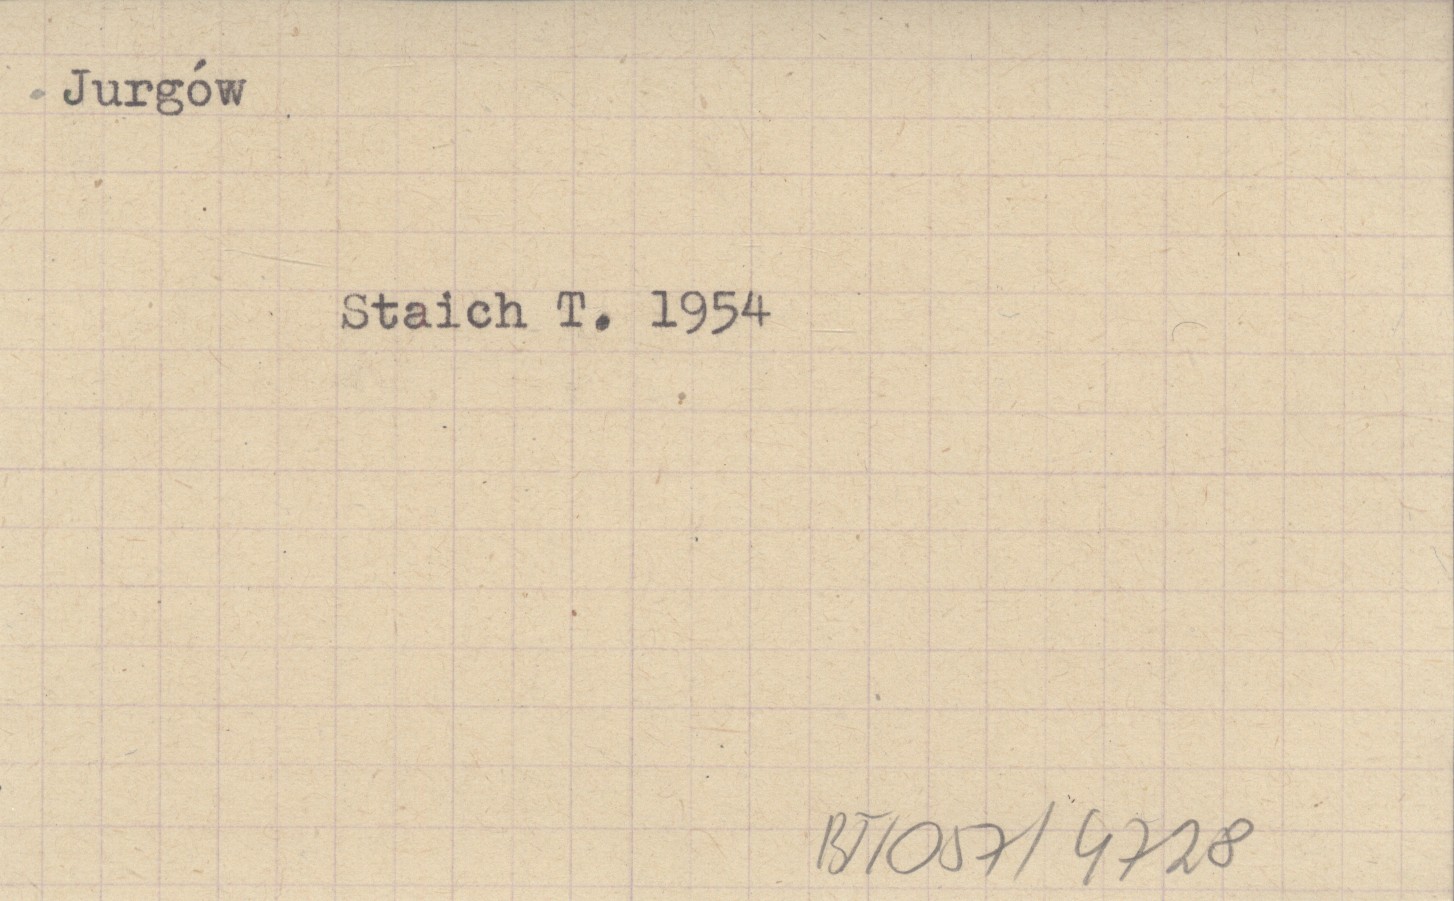 Jurgów
Staich T. 1954
BT/057/4728